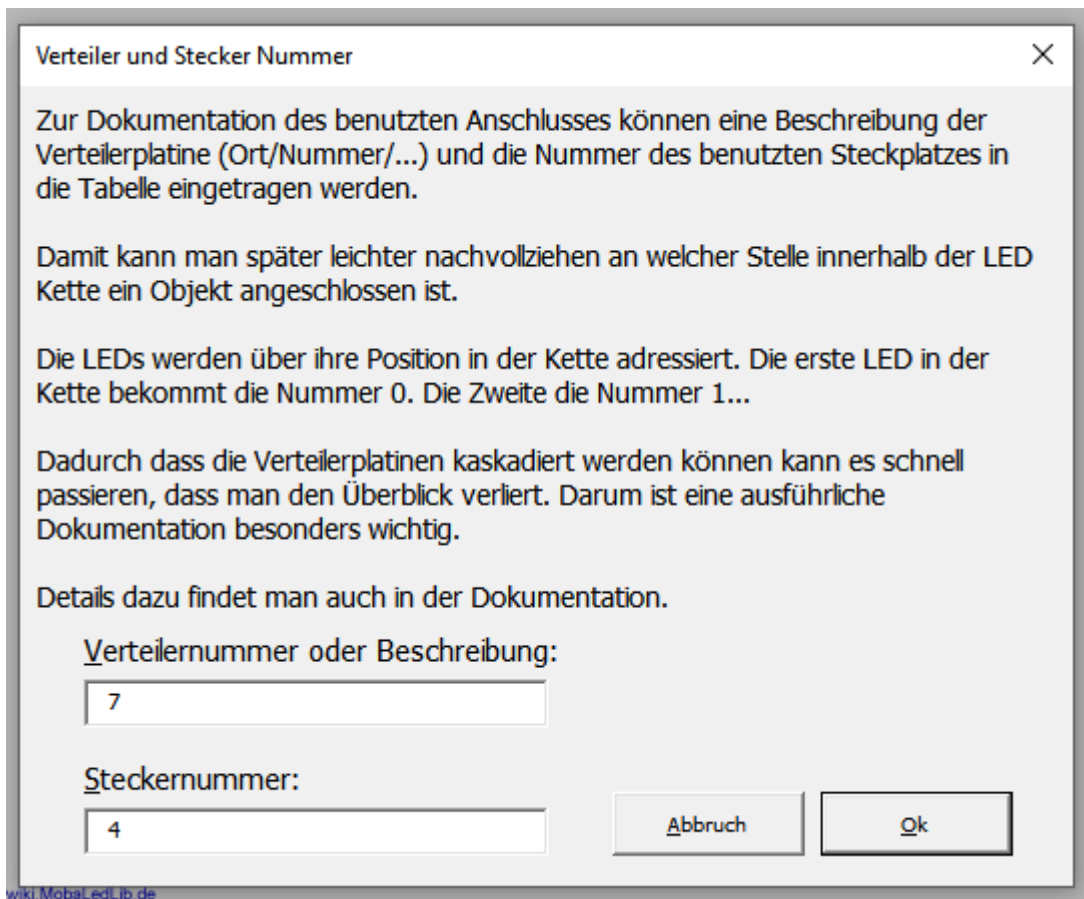 Verteiler und Stecker Nummer
Zur Dokumentation des benutzten Anschlusses können eine Beschreibung der
Verteilerplatine (Ort/Nummer/...) und die Nummer des benutzten Steckplatzes in
die Tabelle eingetragen werden.
Damit kann man später leichter nachvollziehen an welcher Stelle innerhalb der LED
Kette ein Objekt angeschlossen ist.
Die LEDs werden über ihre Position in der Kette adressiert. Die erste LED in der
Kette bekommt die Nummer 0. Die Zweite die Nummer 1...
Dadurch dass die Verteilerplatinen kaskadiert werden können kann es schnell
passieren, dass man den Überblick verliert. Darum ist eine ausführliche
Dokumentation besonders wichtig.
Details dazu findet man auch in der Dokumentation.
Verteilernummer oder Beschreibung:
7
Steckernummer:
4
Abbruch
Ok
wiki.MobaLedLib.de